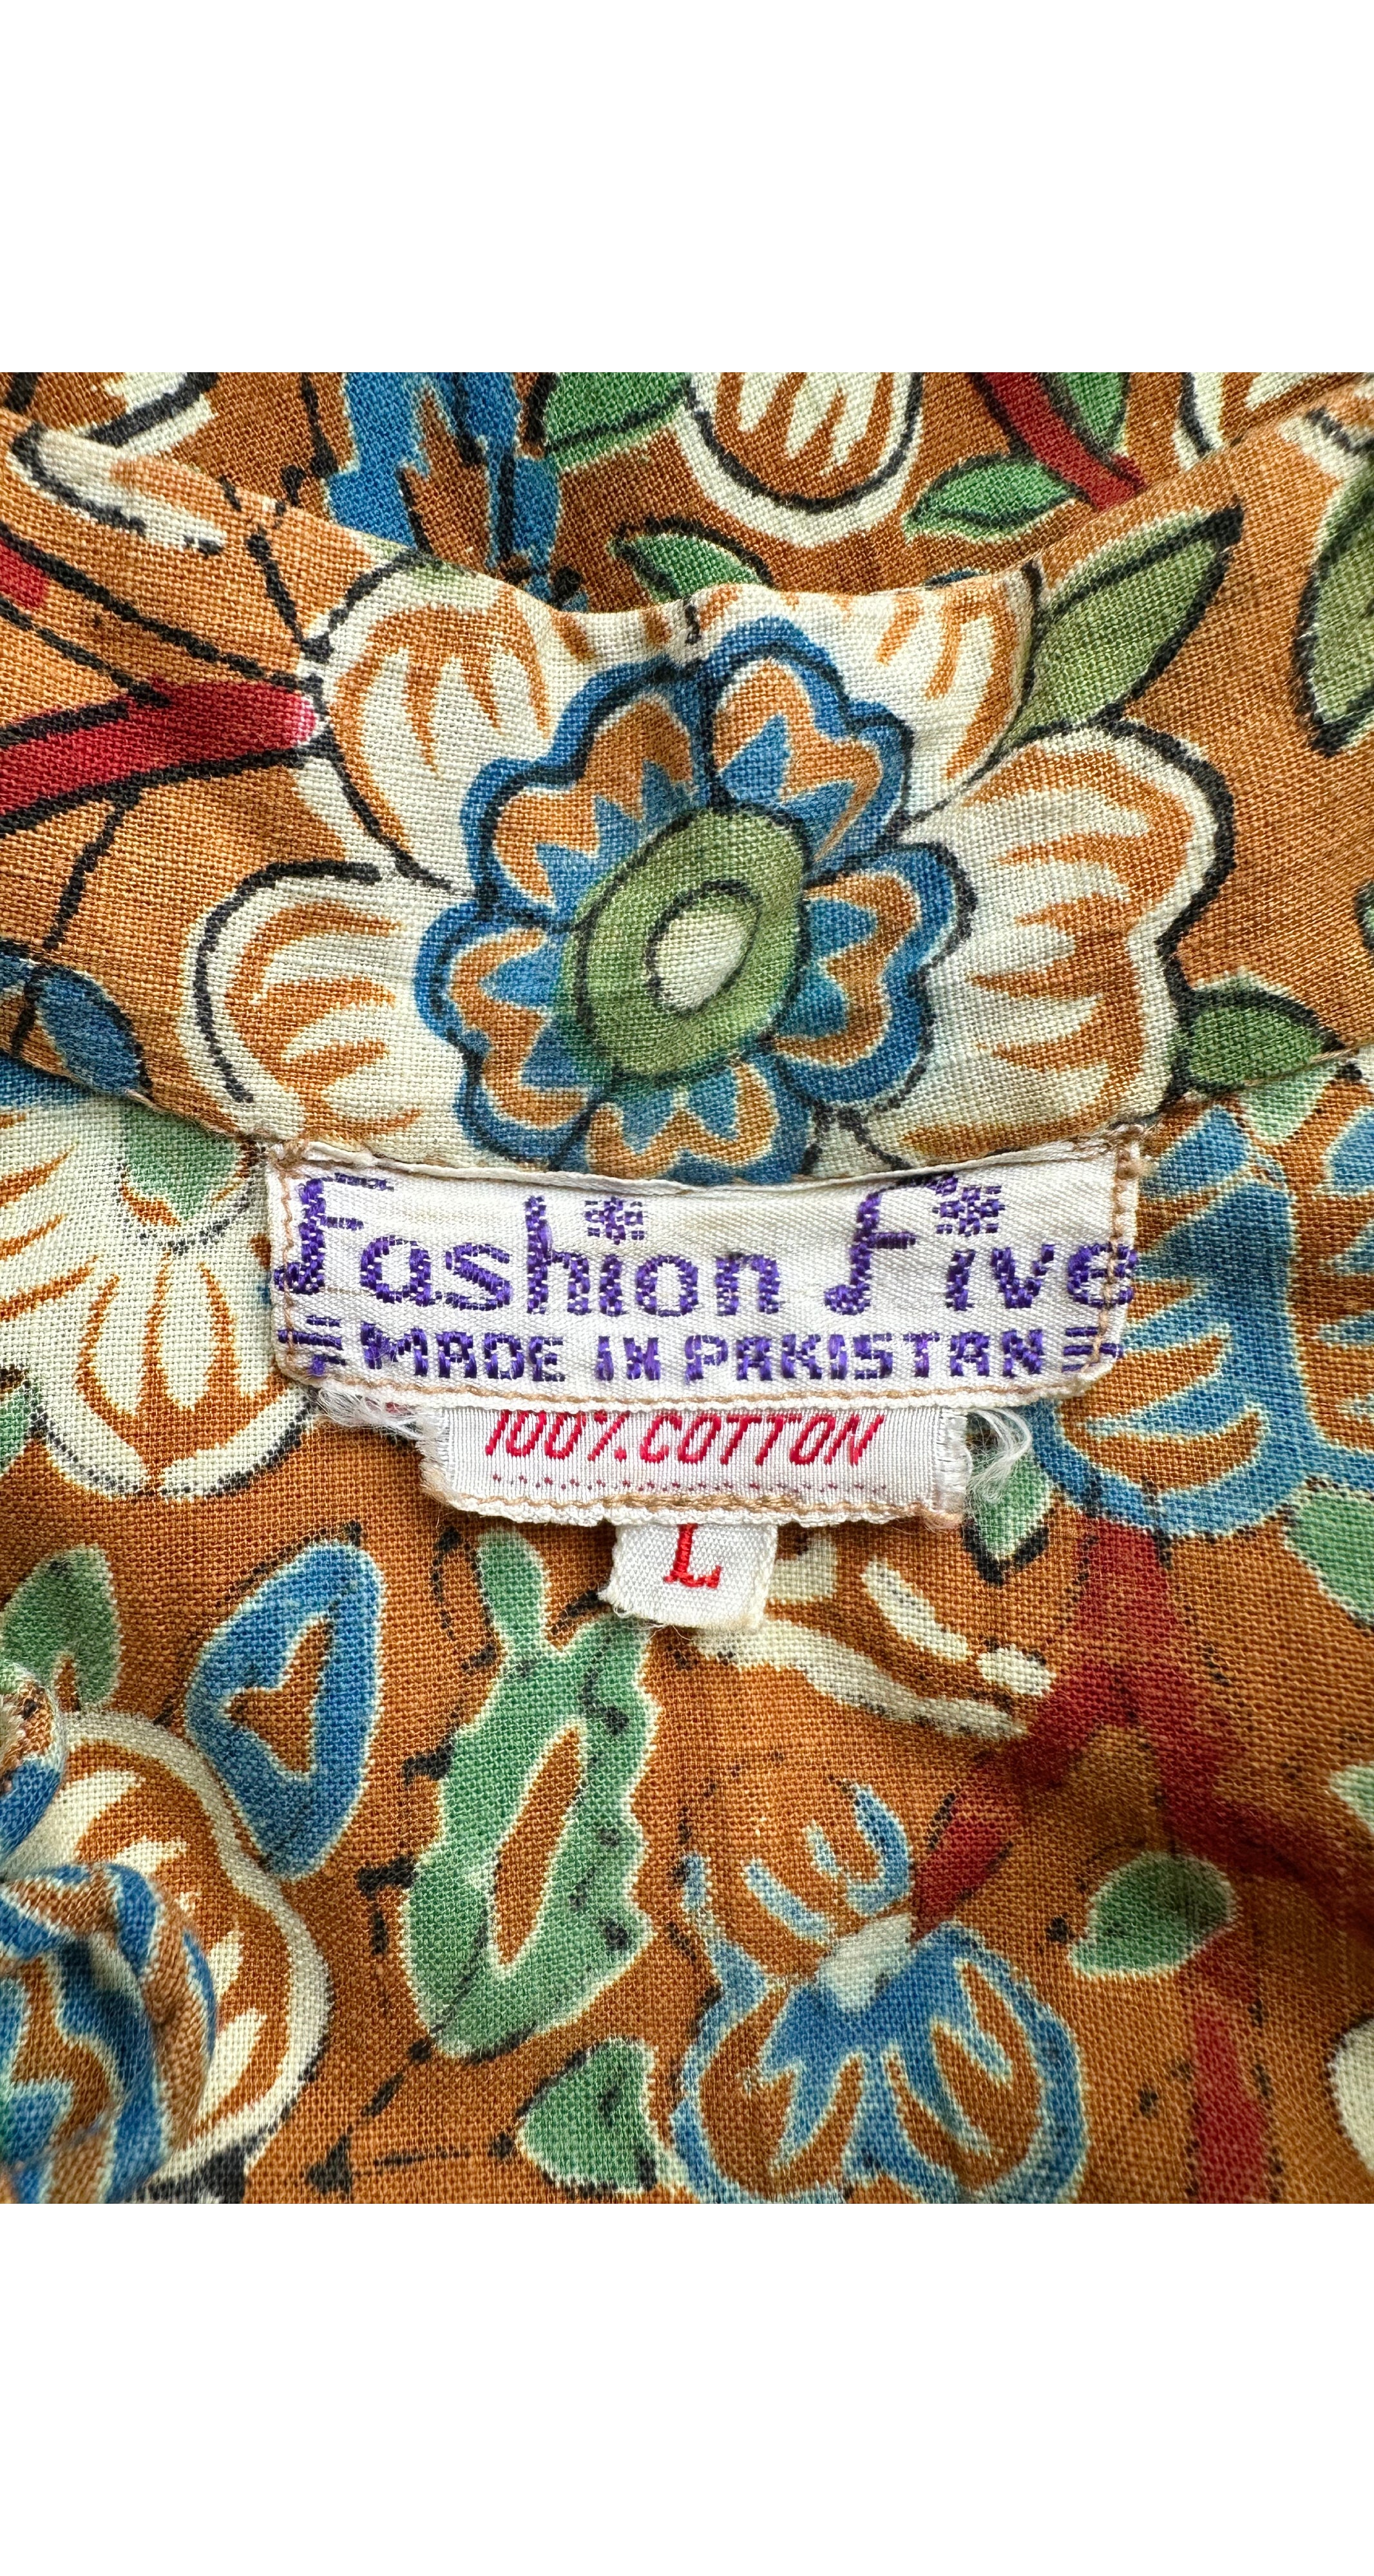 Fashion Five
MADE IN PAKISTAN
100% COTTON
L